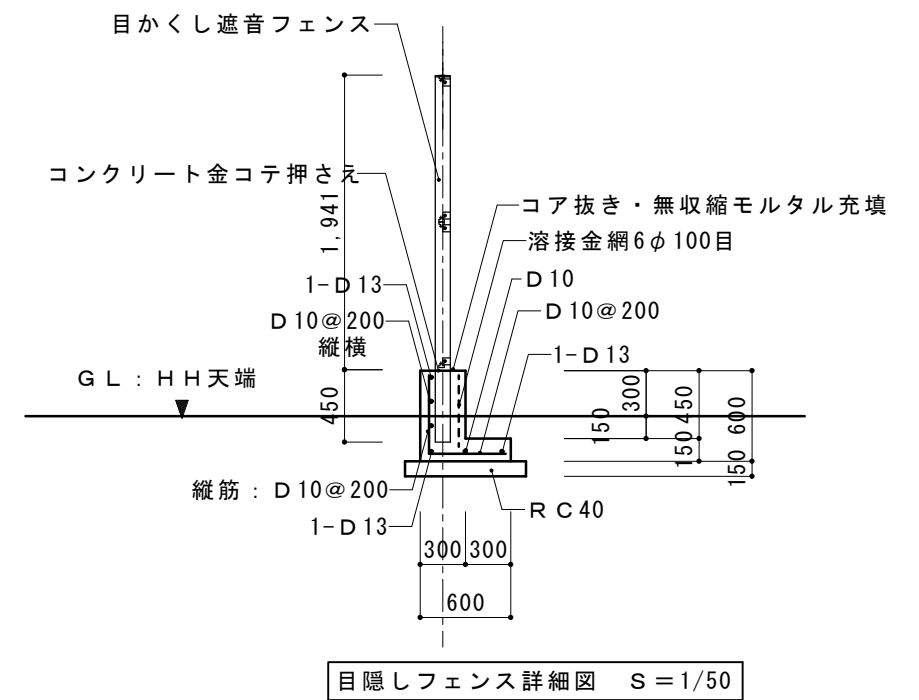 目かくし遮音フェンス
コンクリート金コテ押さえ
1,941
コア抜き・無収縮モルタル充填
溶接金網6φ100目
1-D13
D10
D10@200
縦横
D10@200
1-D13
GL:HH天端
450
150
300
150
450
150
600
縦筋:D10@200
1-D13
RC40
300
300
600
目隠しフェンス詳細図 S=1/50